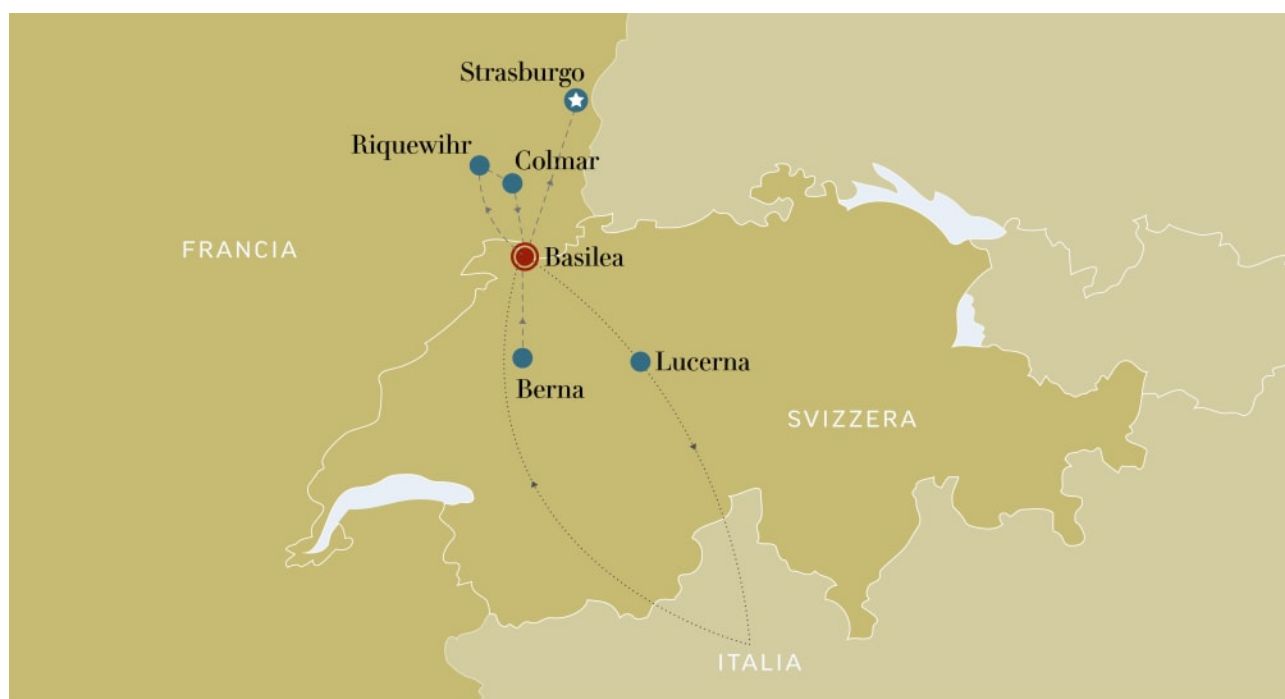 Strasburgo
Riquewihr
Colmar
FRANCIA
Basilea
Berna
Lucerna
SVIZZERA
ITALIA